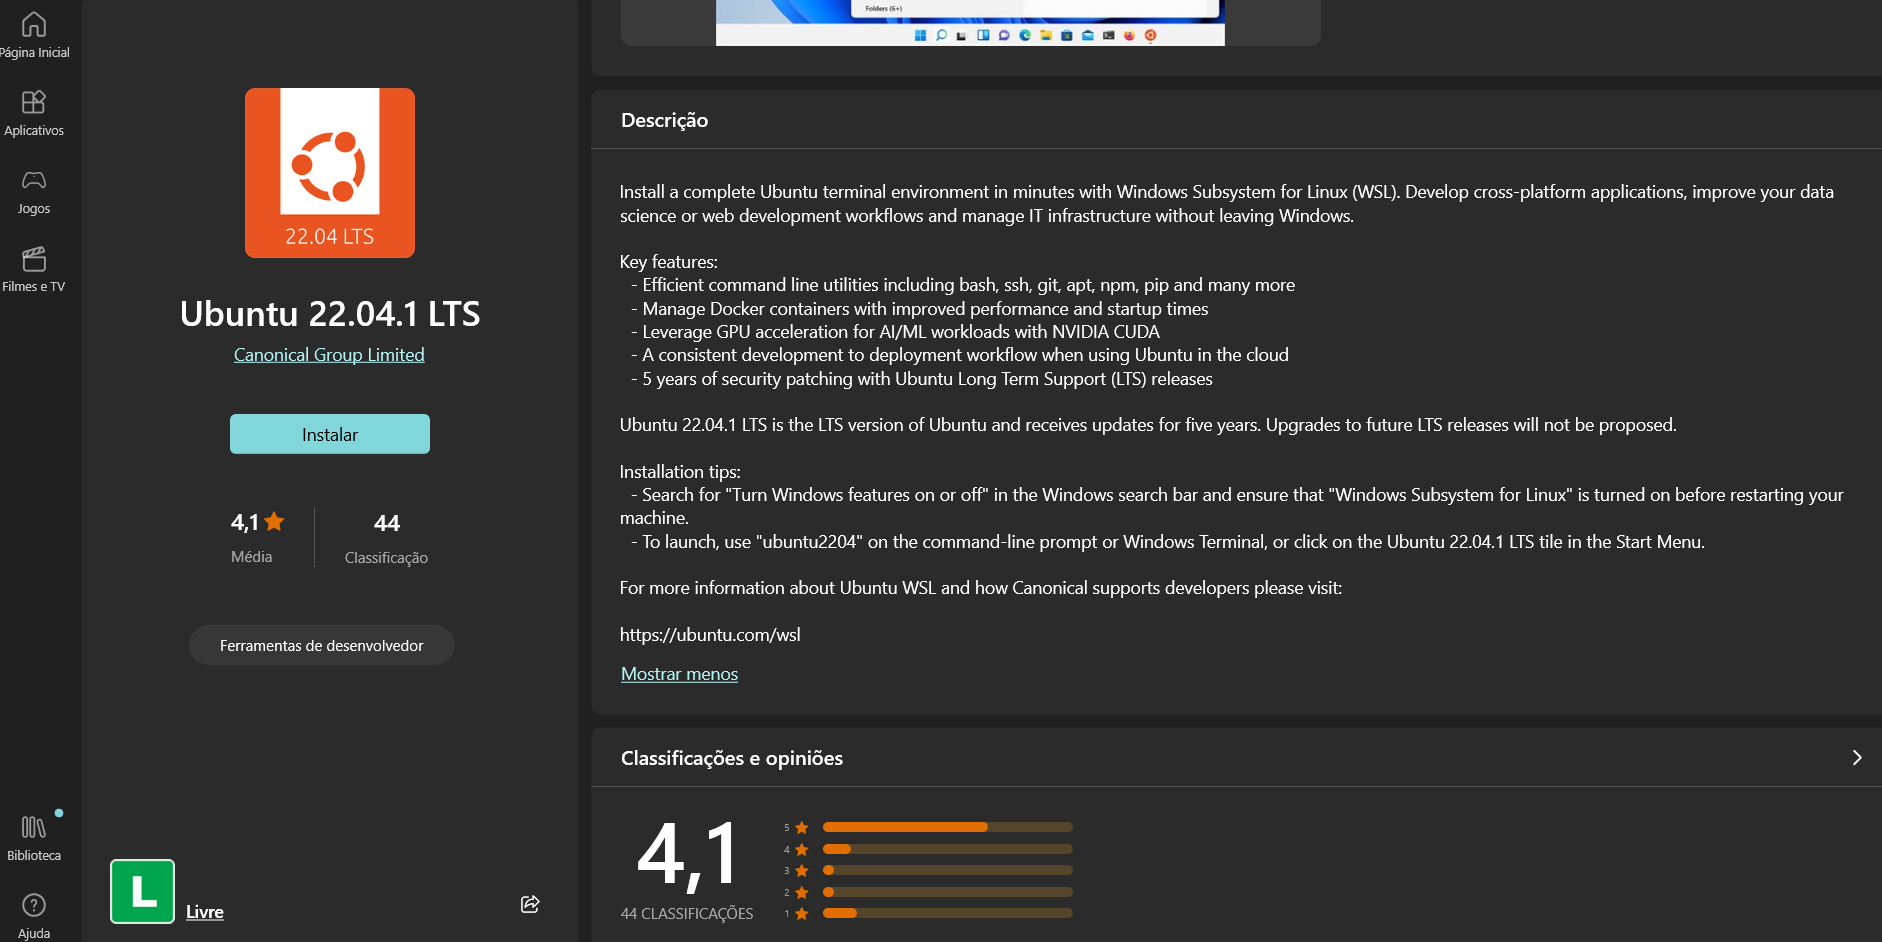 Folders (6+)
Página Inicial
Aplicativos
Jogos
Filmes e TV
Biblioteca
Ajuda
22.04 LTS
Ubuntu 22.04.1 LTS
Canonical Group Limited
Instalar
4,1
Média
44
Classificação
Ferramentas de desenvolvedor
L
Livre
Descrição
Install a complete Ubuntu terminal environment in minutes with Windows Subsystem for Linux (WSL). Develop cross-platform applications, improve your data
science or web development workflows and manage IT infrastructure without leaving Windows.
Key features:
- Efficient command line utilities including bash, ssh, git, apt, npm, pip and many more
- Manage Docker containers with improved performance and startup times
- Leverage GPU acceleration for AI/ML workloads with NVIDIA CUDA
- A consistent development to deployment workflow when using Ubuntu in the cloud
- 5 years of security patching with Ubuntu Long Term Support (LTS) releases
Ubuntu 22.04.1 LTS is the LTS version of Ubuntu and receives updates for five years. Upgrades to future LTS releases will not be proposed.
Installation tips:
- Search for "Turn Windows features on or off" in the Windows search bar and ensure that "Windows Subsystem for Linux" is turned on before restarting your
machine.
- To launch, use "ubuntu2204" on the command-line prompt or Windows Terminal, or click on the Ubuntu 22.04.1 LTS tile in the Start Menu.
For more information about Ubuntu WSL and how Canonical supports developers please visit:
https://ubuntu.com/wsl
Mostrar menos
Classificações e opiniões
4,1
44 CLASSIFICAÇÕES
5
4
3
2
1